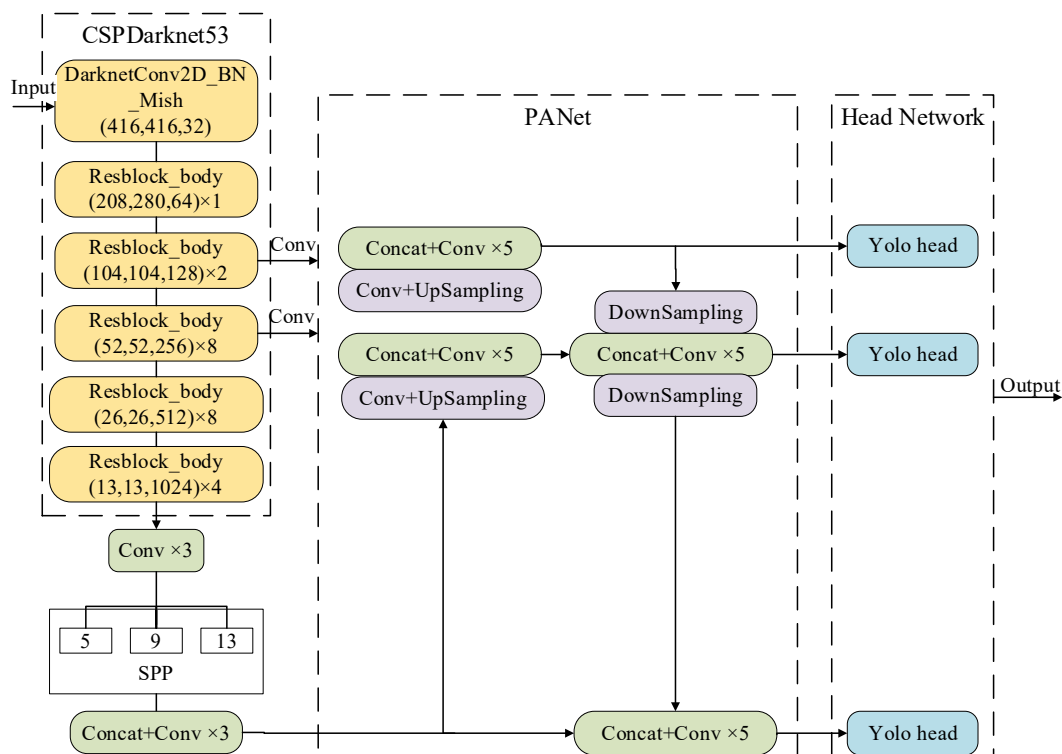 CSPDarknet53
Input
DarknetConv2D_BN
_Mish
(416,416,32)
Resblock_body
(208,280,64)×1
Resblock_body
(104,104,128)×2
Resblock_body
(52,52,256)×8
Resblock_body
(26,26,512)×8
Resblock_body
(13,13,1024)×4
Conv ×3
5
9
13
SPP
Concat+Conv ×3
Conv
Conv
PANet
Concat+Conv ×5
Conv+UpSampling
Concat+Conv ×5
Conv+UpSampling
DownSampling
Concat+Conv ×5
DownSampling
Concat+Conv ×5
Head Network
Yolo head
Yolo head
Yolo head
Output